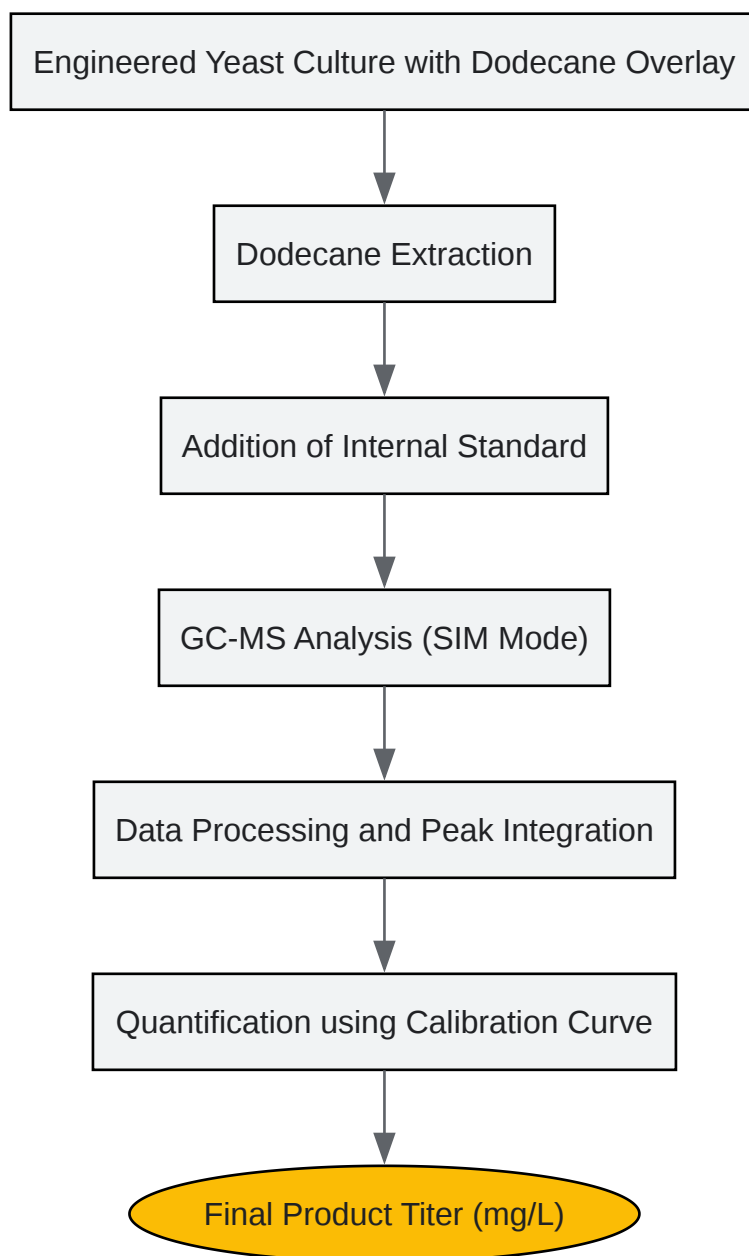 Engineered Yeast Culture with Dodecane Overlay
Dodecane Extraction
Addition of Internal Standard
GC-MS Analysis (SIM Mode)
Data Processing and Peak Integration
Quantification using Calibration Curve
Final Product Titer (mg/L)